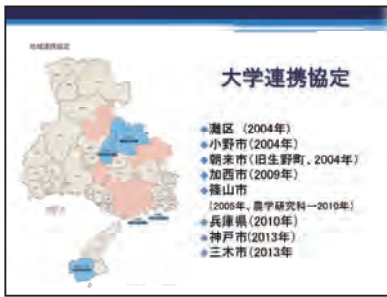 地域連携協定
大学連携協定
灘区（2004年）
小野市（2004年）
朝来市（旧生野町、2004年）
加西市（2009年）
篠山市
（2005年、農学研究科→2010年）
兵庫県（2010年）
神戸市（2013年）
三木市（2013年